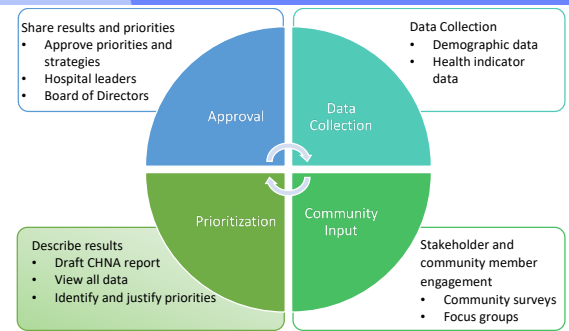 Share results and priorities
• Approve priorities and
strategies
• Hospital leaders
• Board of Directors
Data Collection
• Demographic data
• Health indicator
data
Approval
Data
Collection
Prioritization
Community
Input
Describe results
• Draft CHNA report
• View all data
• Identify and justify priorities
Stakeholder and
community member
engagement
• Community surveys
• Focus groups